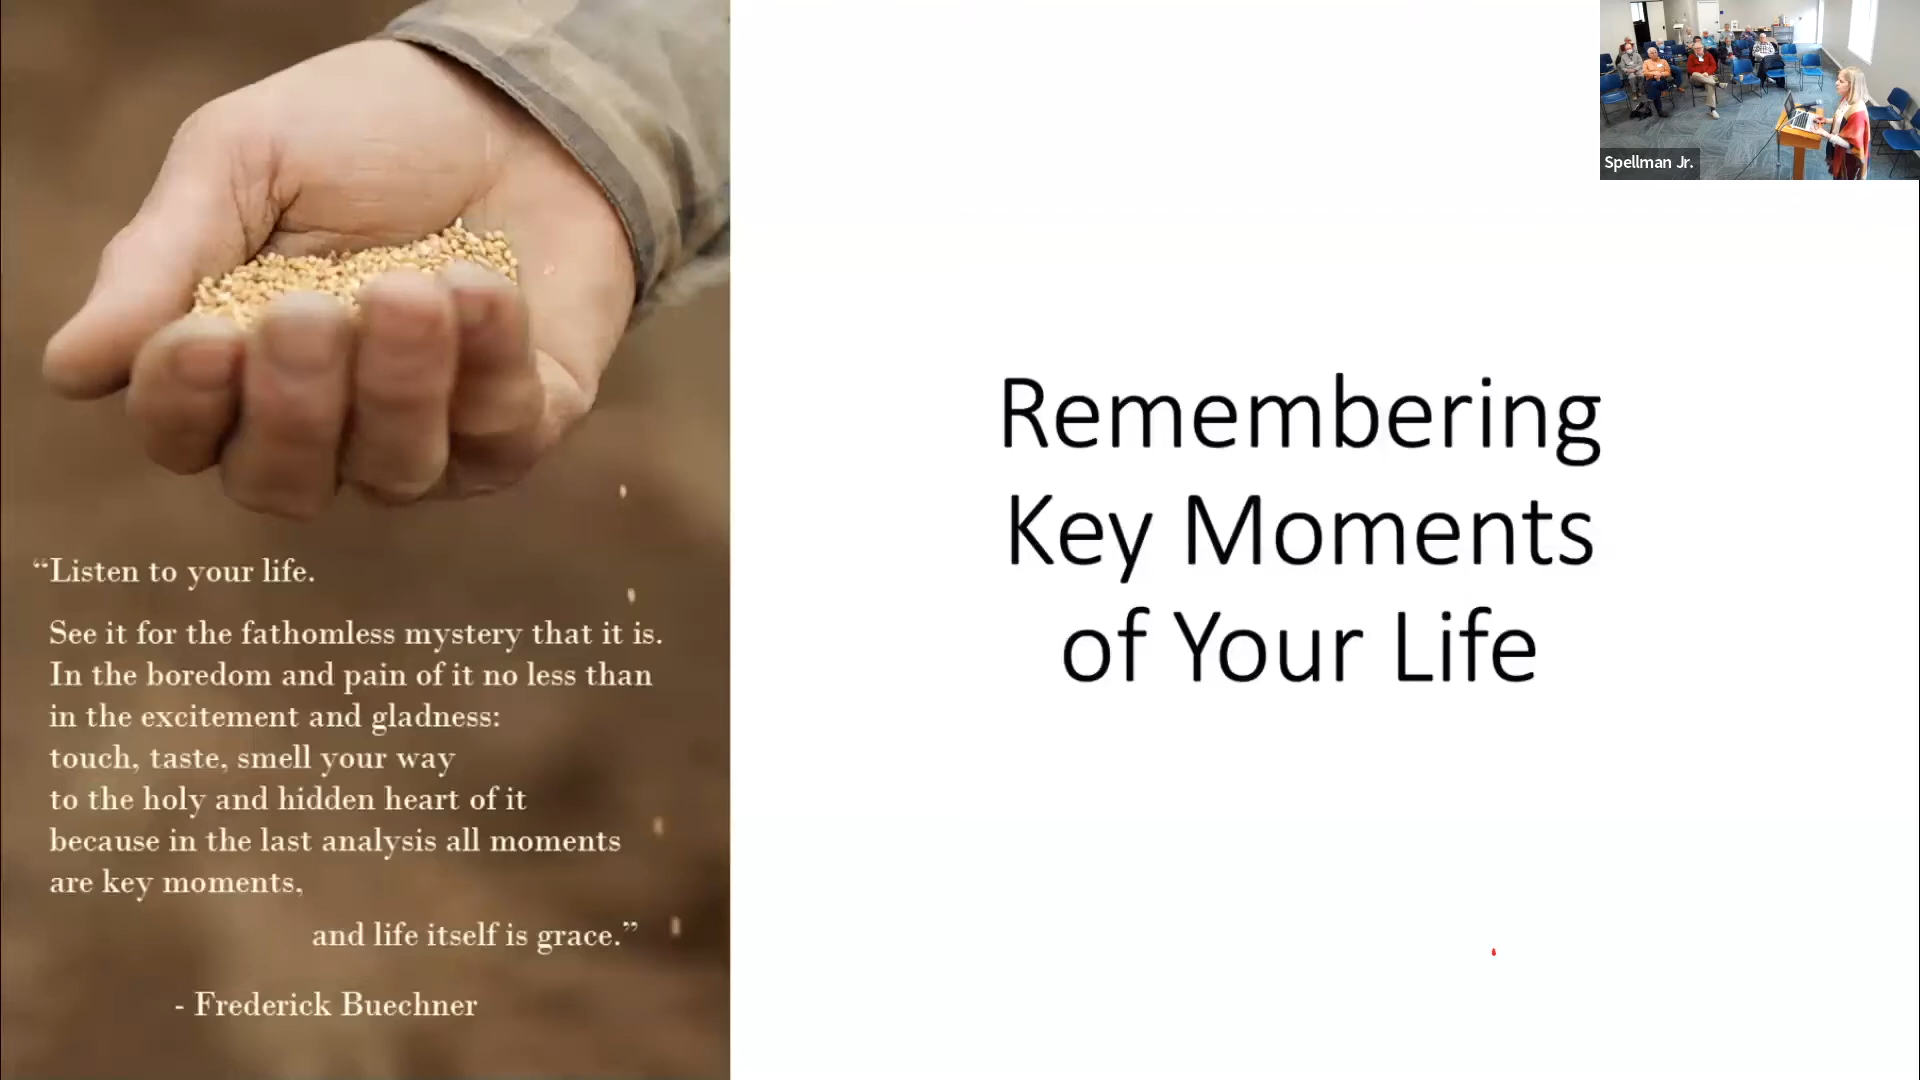 “Listen to your life.
See it for the fathomless mystery that it is.
In the boredom and pain of it no less than
in the excitement and gladness:
touch, taste, smell your way
to the holy and hidden heart of it
because in the last analysis all moments
are key moments,
and life itself is grace.”
- Frederick Buechner
Remembering
Key Moments
of Your Life
Spellman Jr.